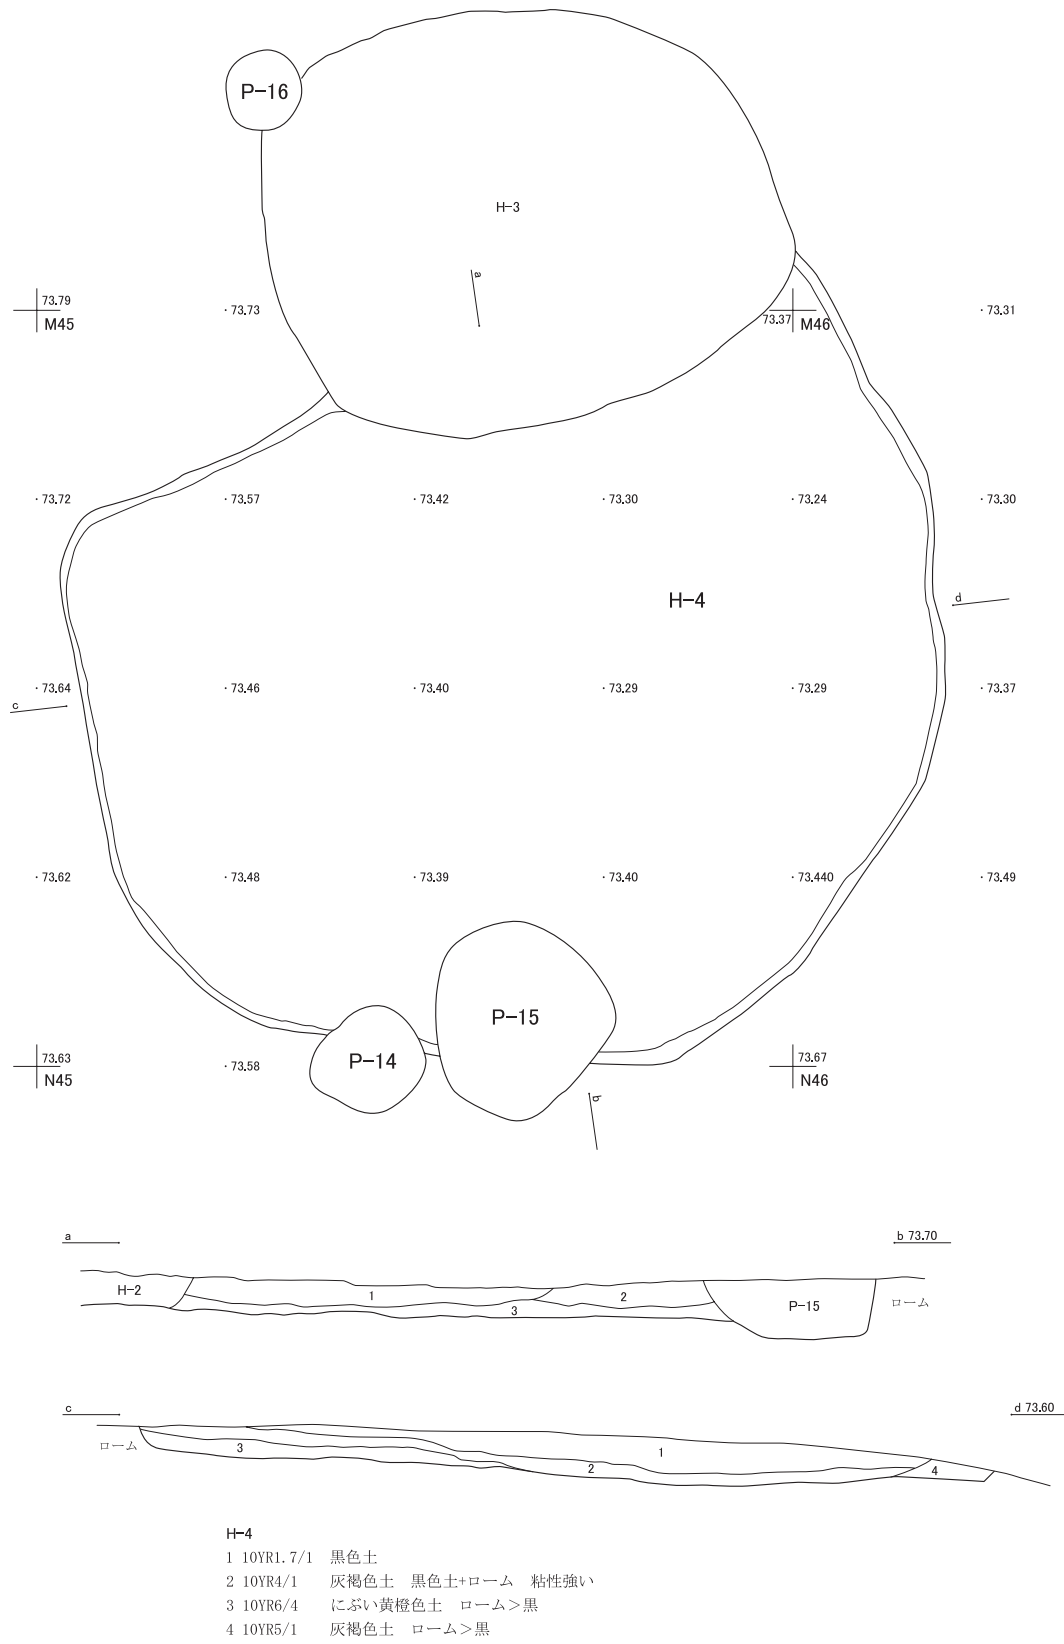 P-16
H-3
a
73.79
M45
· 73.73
73.37
M46
· 73.31
· 73.72
· 73.57
· 73.42
· 73.30
· 73.24
· 73.30
H-4
d
· 73.64
· 73.46
· 73.40
· 73.29
· 73.29
· 73.37
c
· 73.62
· 73.48
· 73.39
· 73.40
· 73.440
· 73.49
P-15
P-14
73.63
N45
· 73.58
73.67
N46
b
a
b 73.70
H-2
1
2
3
P-15
ローム
c
d 73.60
ローム
3
1
2
4
H-4
1 10YR1.7/1 黒色土
2 10YR4/1 灰褐色土 黒色土+ローム 粘性強い
3 10YR6/4 にぶい黄橙色土 ローム＞黒
4 10YR5/1 灰褐色土 ローム＞黒